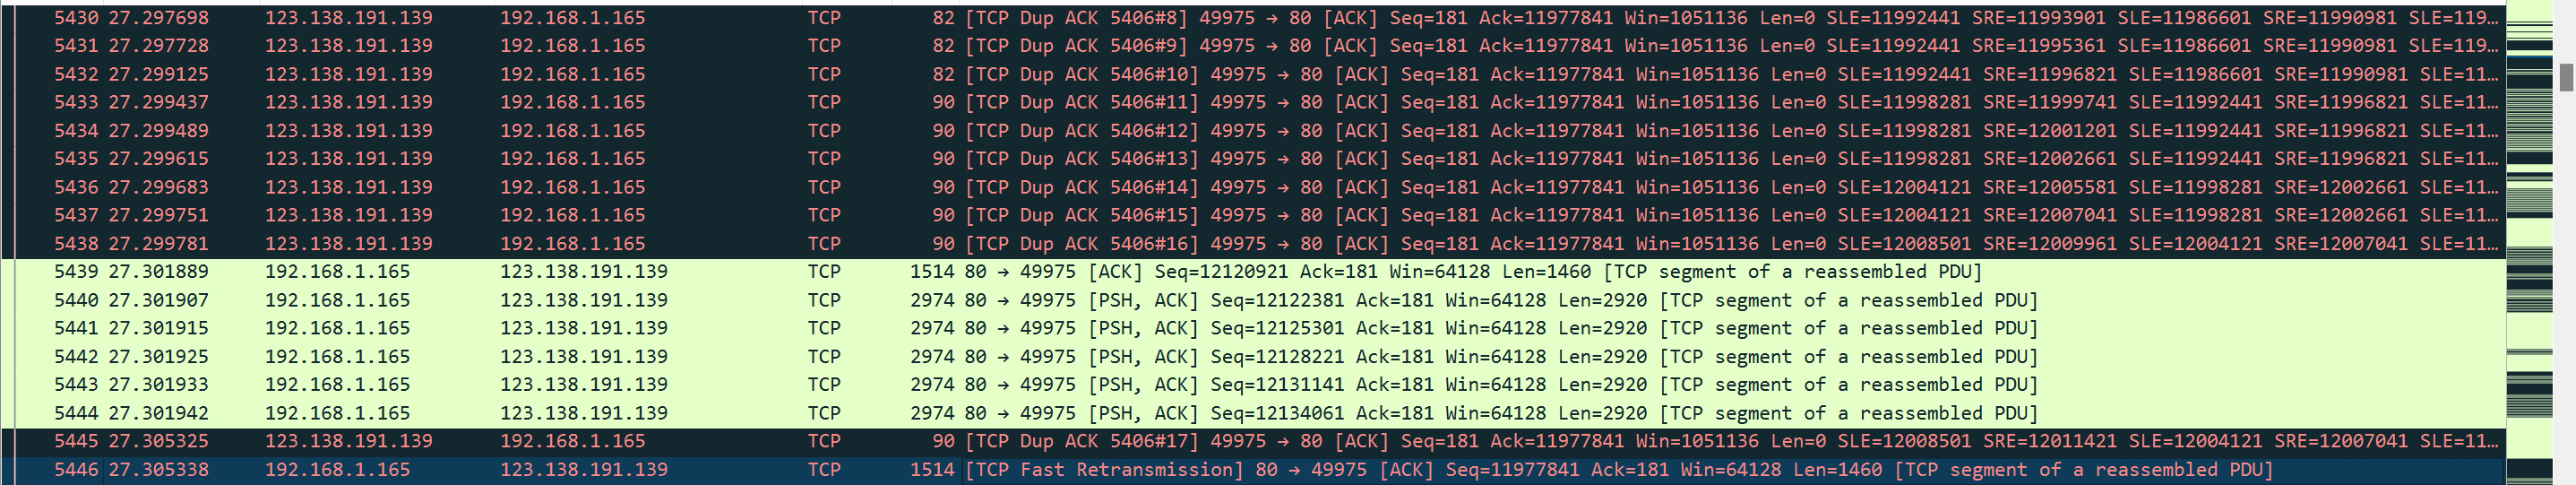 5430 27.297698 123.138.191.139 192.168.1.165 TCP 82 [TCP Dup ACK 5406#8] 49975 → 80 [ACK] Seq=181 Ack=11977841 Win=1051136 Len=0 SLE=11992441 SRE=11993901 SLE=11986601 SRE=11990981 SLE=119…
5431 27.297728 123.138.191.139 192.168.1.165 TCP 82 [TCP Dup ACK 5406#9] 49975 → 80 [ACK] Seq=181 Ack=11977841 Win=1051136 Len=0 SLE=11992441 SRE=11995361 SLE=11986601 SRE=11990981 SLE=119…
5432 27.299125 123.138.191.139 192.168.1.165 TCP 82 [TCP Dup ACK 5406#10] 49975 → 80 [ACK] Seq=181 Ack=11977841 Win=1051136 Len=0 SLE=11992441 SRE=11996821 SLE=11986601 SRE=11990981 SLE=11…
5433 27.299437 123.138.191.139 192.168.1.165 TCP 90 [TCP Dup ACK 5406#11] 49975 → 80 [ACK] Seq=181 Ack=11977841 Win=1051136 Len=0 SLE=11998281 SRE=11999741 SLE=11992441 SRE=11996821 SLE=11…
5434 27.299489 123.138.191.139 192.168.1.165 TCP 90 [TCP Dup ACK 5406#12] 49975 → 80 [ACK] Seq=181 Ack=11977841 Win=1051136 Len=0 SLE=11998281 SRE=12001201 SLE=11992441 SRE=11996821 SLE=11…
5435 27.299615 123.138.191.139 192.168.1.165 TCP 90 [TCP Dup ACK 5406#13] 49975 → 80 [ACK] Seq=181 Ack=11977841 Win=1051136 Len=0 SLE=11998281 SRE=12002661 SLE=11992441 SRE=11996821 SLE=11…
5436 27.299683 123.138.191.139 192.168.1.165 TCP 90 [TCP Dup ACK 5406#14] 49975 → 80 [ACK] Seq=181 Ack=11977841 Win=1051136 Len=0 SLE=12004121 SRE=12005581 SLE=11998281 SRE=12002661 SLE=11…
5437 27.299751 123.138.191.139 192.168.1.165 TCP 90 [TCP Dup ACK 5406#15] 49975 → 80 [ACK] Seq=181 Ack=11977841 Win=1051136 Len=0 SLE=12004121 SRE=12007041 SLE=11998281 SRE=12002661 SLE=11…
5438 27.299781 123.138.191.139 192.168.1.165 TCP 90 [TCP Dup ACK 5406#16] 49975 → 80 [ACK] Seq=181 Ack=11977841 Win=1051136 Len=0 SLE=12008501 SRE=12009961 SLE=12004121 SRE=12007041 SLE=11…
5439 27.301889 192.168.1.165 123.138.191.139 TCP 1514 80 → 49975 [ACK] Seq=12120921 Ack=181 Win=64128 Len=1460 [TCP segment of a reassembled PDU]
5440 27.301907 192.168.1.165 123.138.191.139 TCP 2974 80 → 49975 [PSH, ACK] Seq=12122381 Ack=181 Win=64128 Len=2920 [TCP segment of a reassembled PDU]
5441 27.301915 192.168.1.165 123.138.191.139 TCP 2974 80 → 49975 [PSH, ACK] Seq=12125301 Ack=181 Win=64128 Len=2920 [TCP segment of a reassembled PDU]
5442 27.301925 192.168.1.165 123.138.191.139 TCP 2974 80 → 49975 [PSH, ACK] Seq=12128221 Ack=181 Win=64128 Len=2920 [TCP segment of a reassembled PDU]
5443 27.301933 192.168.1.165 123.138.191.139 TCP 2974 80 → 49975 [PSH, ACK] Seq=12131141 Ack=181 Win=64128 Len=2920 [TCP segment of a reassembled PDU]
5444 27.301942 192.168.1.165 123.138.191.139 TCP 2974 80 → 49975 [PSH, ACK] Seq=12134061 Ack=181 Win=64128 Len=2920 [TCP segment of a reassembled PDU]
5445 27.305325 123.138.191.139 192.168.1.165 TCP 90 [TCP Dup ACK 5406#17] 49975 → 80 [ACK] Seq=181 Ack=11977841 Win=1051136 Len=0 SLE=12008501 SRE=12011421 SLE=12004121 SRE=12007041 SLE=11…
5446 27.305338 192.168.1.165 123.138.191.139 TCP 1514 [TCP Fast Retransmission] 80 → 49975 [ACK] Seq=11977841 Ack=181 Win=64128 Len=1460 [TCP segment of a reassembled PDU]